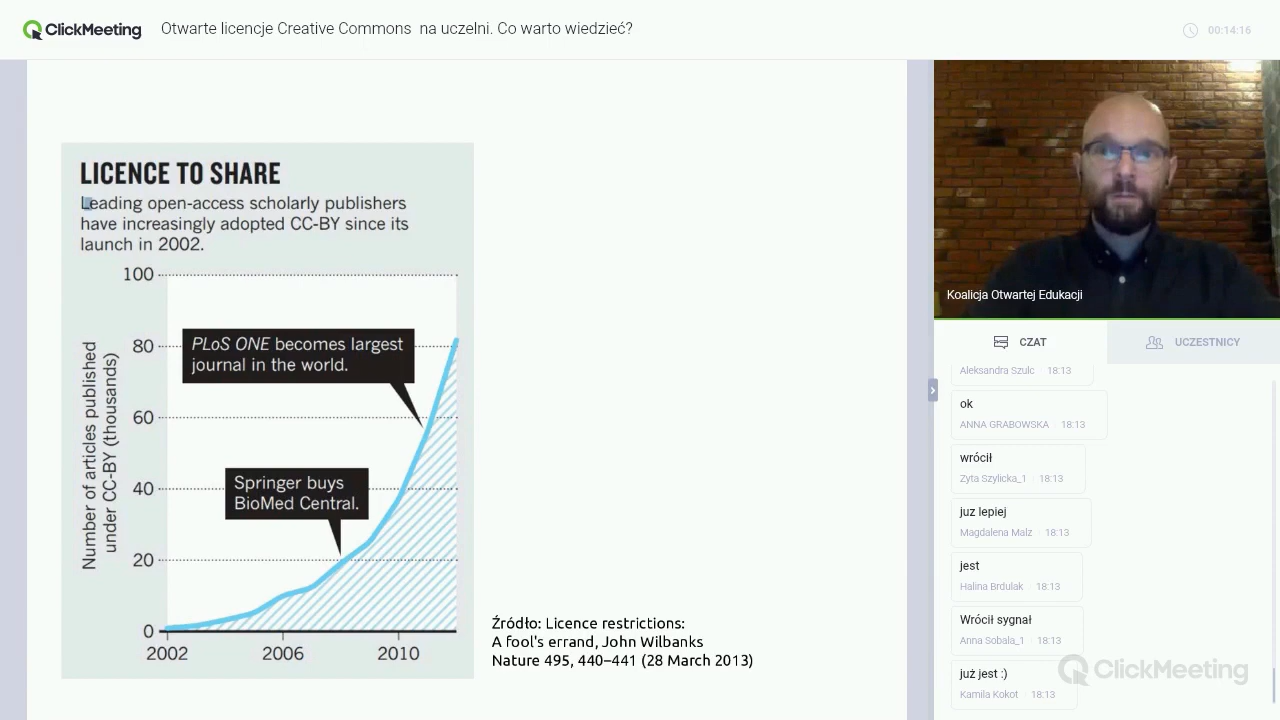 ClickMeeting
Otwarte licencje Creative Commons na uczelni. Co warto wiedzieć?
00:14:16
LICENCE TO SHARE
Leading open-access scholarly publishers
have increasingly adopted CC-BY since its
launch in 2002.
Number of articles published
under CC-BY (thousands)
100
80
60
40
20
0
PLoS ONE becomes largest
journal in the world.
Springer buys
BioMed Central.
2002
2006
2010
Źródło: Licence restrictions:
A fool's errand, John Wilbanks
Nature 495, 440–441 (28 March 2013)
Koalicja Otwartej Edukacji
CZAT
UCZESTNICY
Aleksandra Szulc 18:13
ok
ANNA GRABOWSKA 18:13
wrócił
Zyta Szylicka_1 18:13
juz lepiej
Magdalena Malz 18:13
jest
Halina Brdulak 18:13
Wrócił sygnał
Anna Sobala_1 18:13
już jest :)
Kamila Kokot 18:13
ClickMeeting